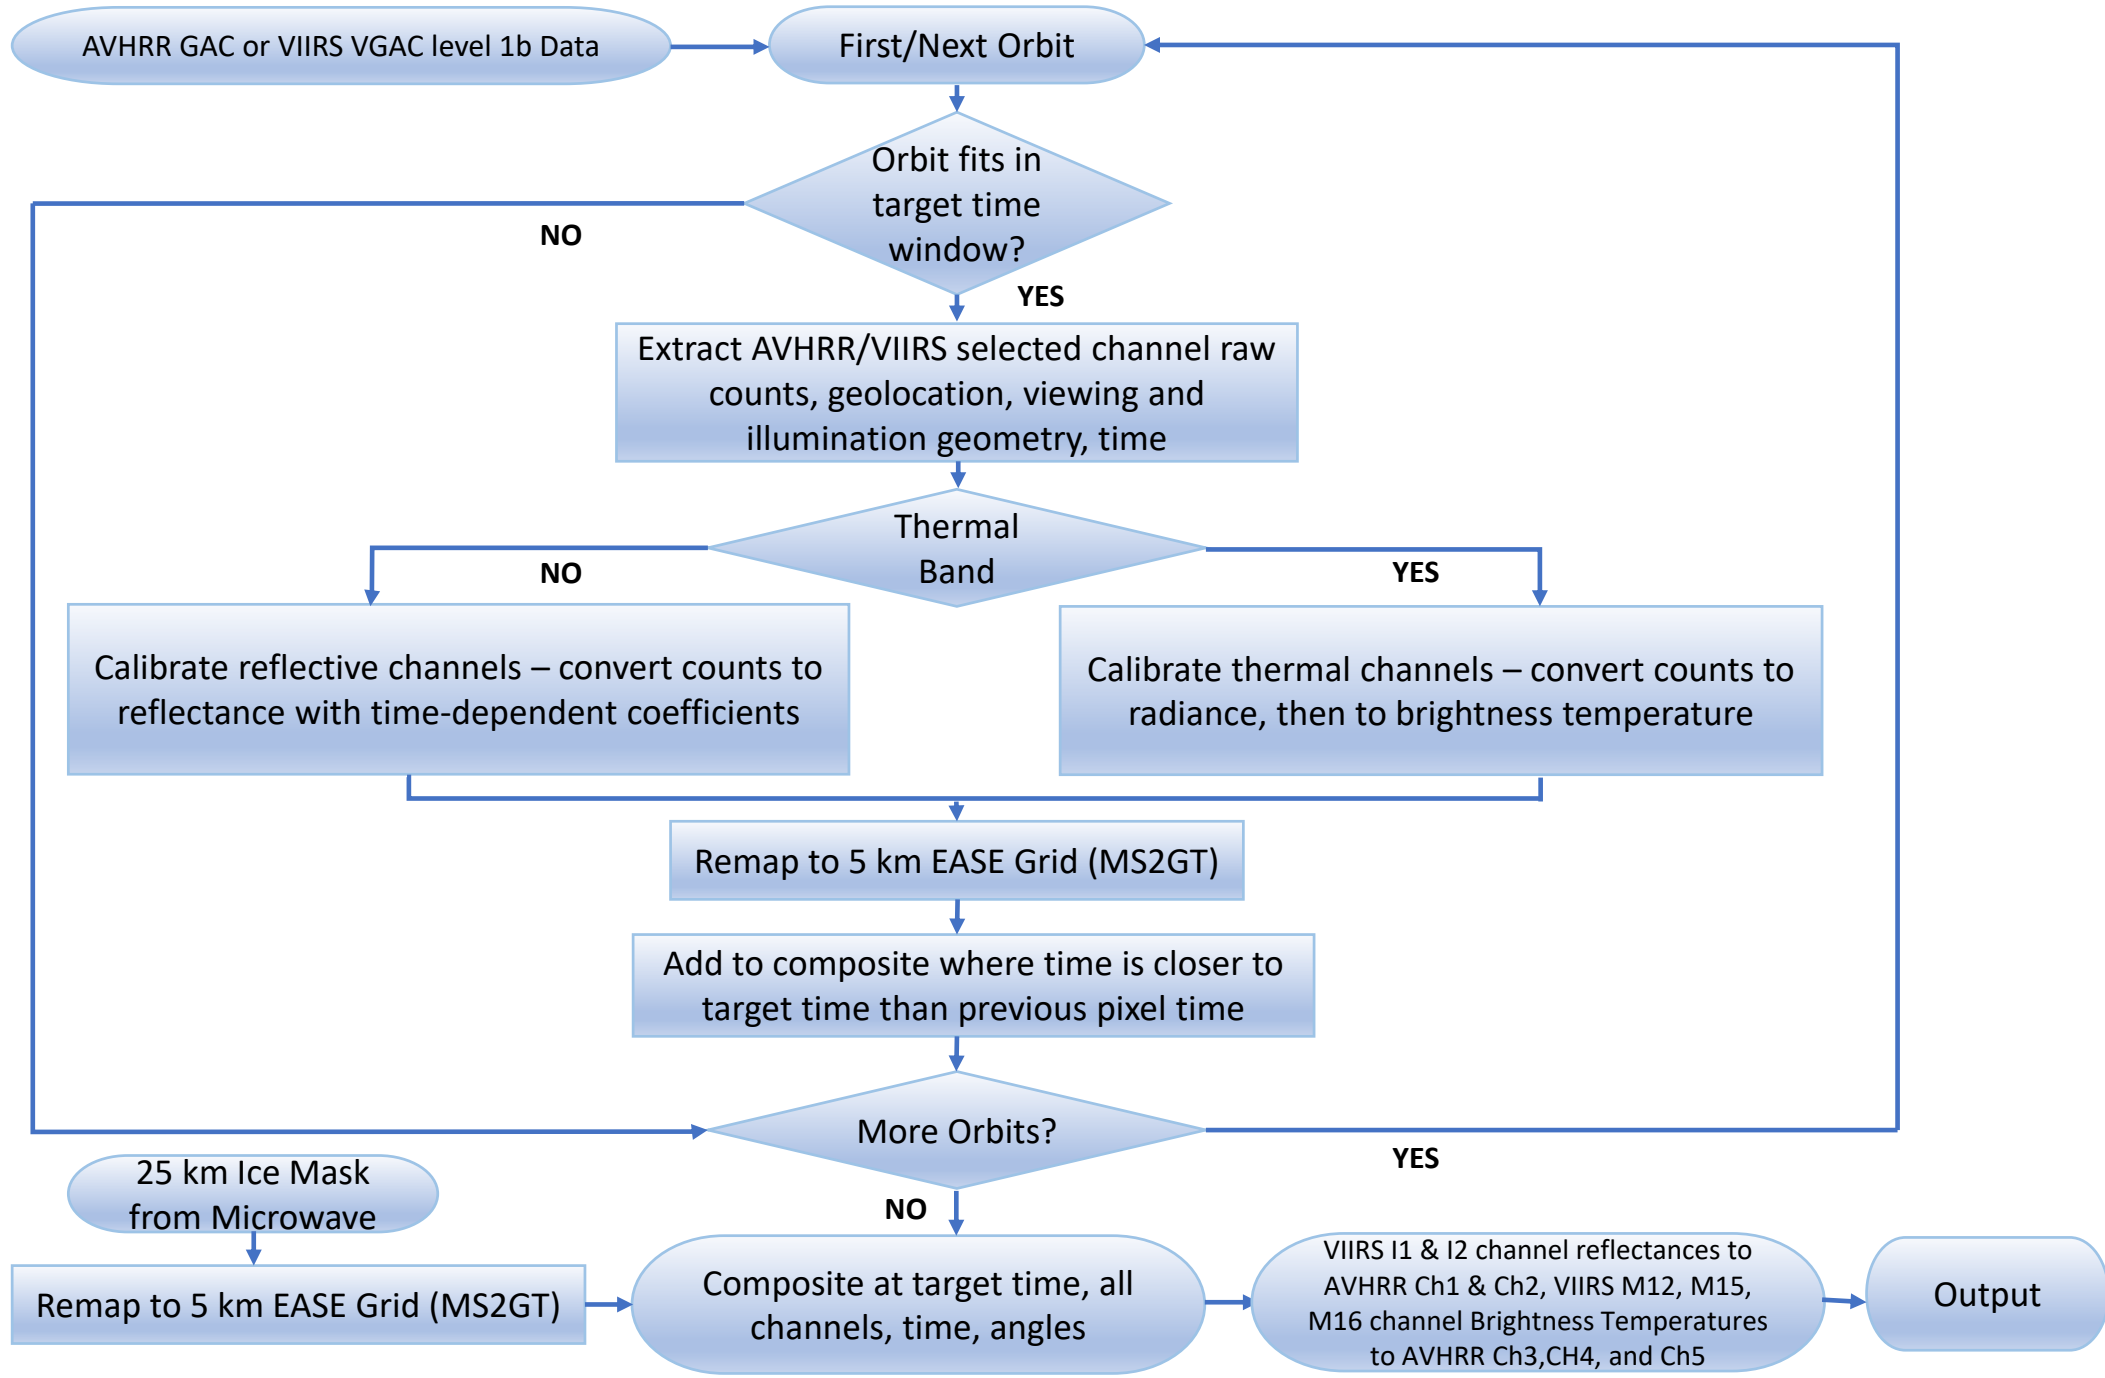 AVHRR GAC or VIIRS VGAC level 1b Data
First/Next Orbit
Orbit fits in
target time
window?
NO
YES
Extract AVHRR/VIIRS selected channel raw
counts, geolocation, viewing and
illumination geometry, time
Thermal
Band
NO
YES
Calibrate reflective channels – convert counts to
reflectance with time-dependent coefficients
Calibrate thermal channels – convert counts to
radiance, then to brightness temperature
Remap to 5 km EASE Grid (MS2GT)
Add to composite where time is closer to
target time than previous pixel time
More Orbits?
YES
NO
25 km Ice Mask
from Microwave
Remap to 5 km EASE Grid (MS2GT)
Composite at target time, all
channels, time, angles
VIIRS I1 & I2 channel reflectances to
AVHRR Ch1 & Ch2, VIIRS M12, M15,
M16 channel Brightness Temperatures
to AVHRR Ch3,CH4, and Ch5
Output